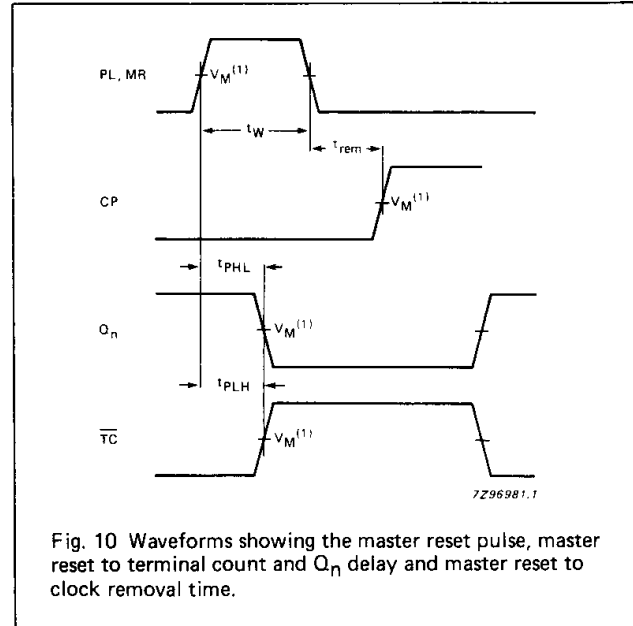 PL, MR
V_M^(1)
t_W
τ_rem
CP
V_M^(1)
t_PHL
Q_n
V_M^(1)
t_PLH
T̅C̅
V_M^(1)
7Z96981.1
Fig. 10 Waveforms showing the master reset pulse, master
reset to terminal count and Q_n delay and master reset to
clock removal time.